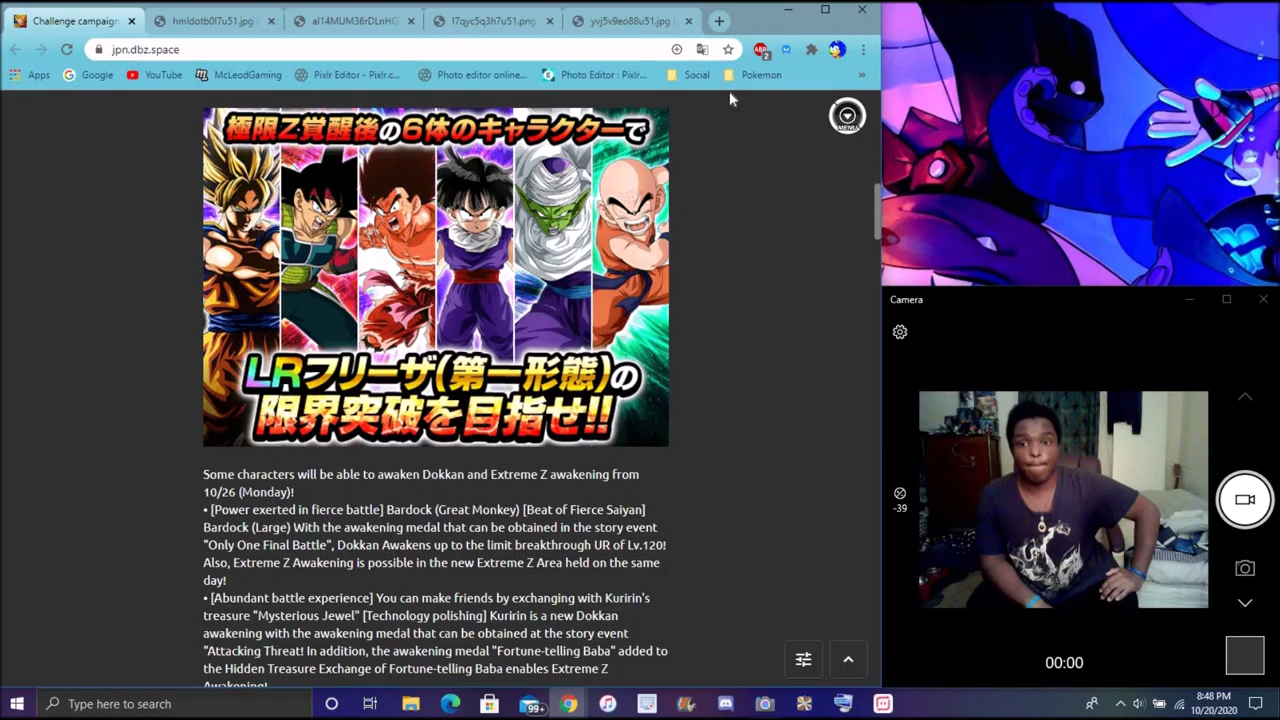 Challenge campaign
hmldotb0l7u51.jpg (
al14MUM36rDLnHG
l7qyc5q3h7u51.png
yvj5v9eo88u51.jpg (
jpn.dbz.space
ABP
2
Apps
Google
YouTube
McLeodGaming
Pixlr Editor - Pixlr.c...
Photo editor online...
Photo Editor : Pixlr...
Social
Pokemon
»
MENU
極限Z覚醒後の6体のキャラクターで
LRフリーザ(第一形態)の
限界突破を目指せ!!
Some characters will be able to awaken Dokkan and Extreme Z awakening from
10/26 (Monday)!
• [Power exerted in fierce battle] Bardock (Great Monkey) [Beat of Fierce Saiyan]
Bardock (Large) With the awakening medal that can be obtained in the story event
"Only One Final Battle", Dokkan Awakens up to the limit breakthrough UR of Lv.120!
Also, Extreme Z Awakening is possible in the new Extreme Z Area held on the same
day!
• [Abundant battle experience] You can make friends by exchanging with Kuririn's
treasure "Mysterious Jewel" [Technology polishing] Kuririn is a new Dokkan
awakening with the awakening medal that can be obtained at the story event
"Attacking Threat! In addition, the awakening medal "Fortune-telling Baba" added to
the Hidden Treasure Exchange of Fortune-telling Baba enables Extreme Z
Awakening!
Camera
-39
00:00
Type here to search
99+
8:48 PM
10/20/2020